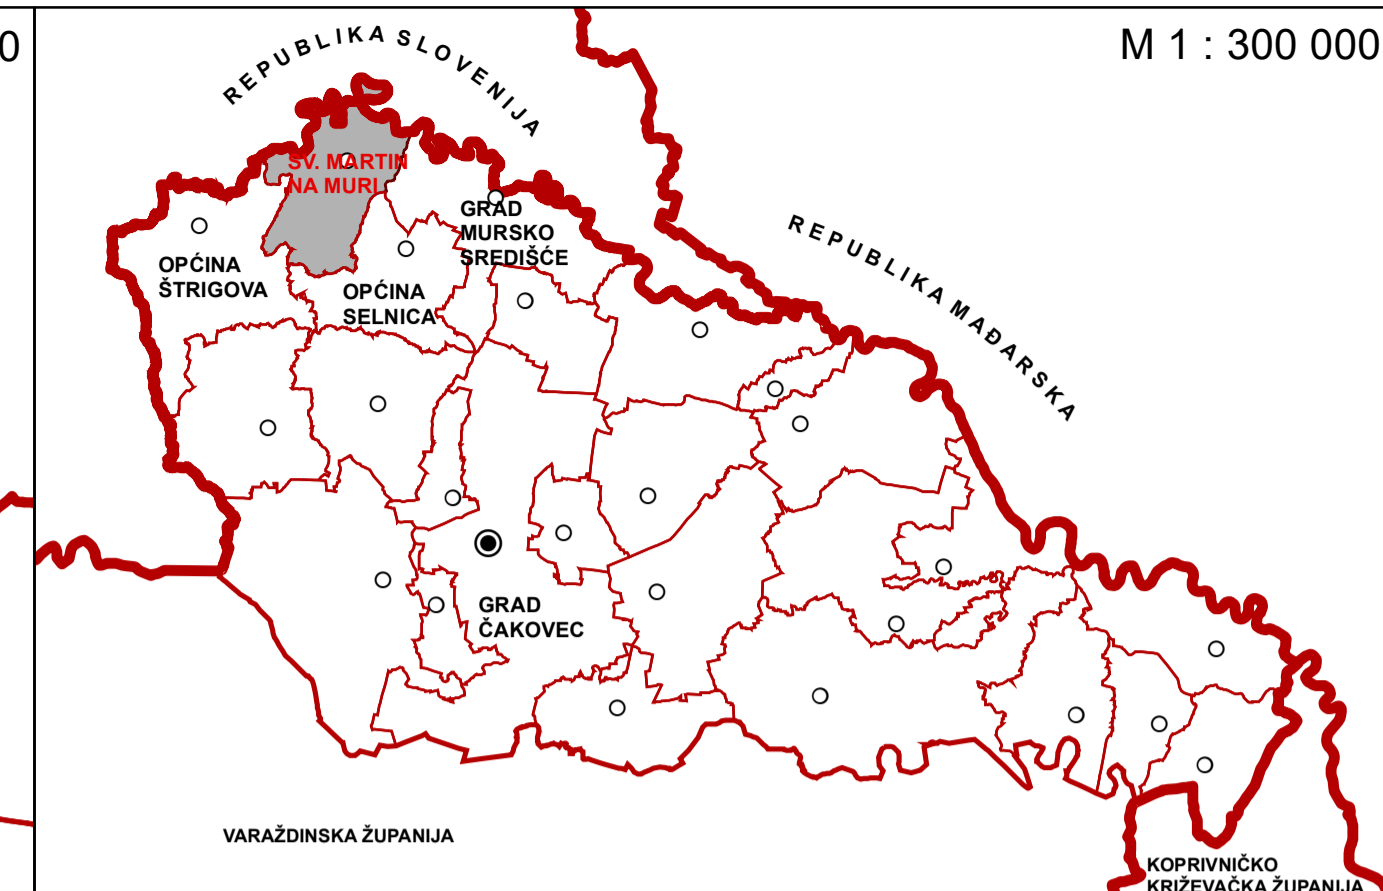 0
REPUBLIKA SLOVENIJA
M 1 : 300 000
SV. MARTIN
NA MURI
GRAD
MURSKO
SREDIŠĆE
OPĆINA
ŠTRIGOVA
OPĆINA
SELNICA
REPUBLIKA MAĐARSKA
GRAD
ČAKOVEC
VARAŽDINSKA ŽUPANIJA
KOPRIVNIČKO
KRIŽEVAČKA ŽUPANIJA